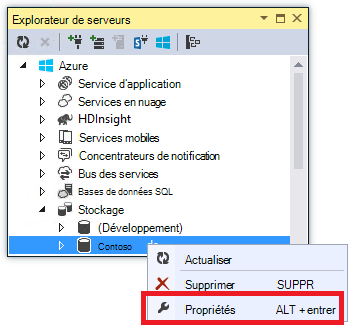 Explorateur de serveurs
Azure
Service d'application
Services en nuage
HDInsight
Services mobiles
Concentrateurs de notification
Bus des services
Bases de données SQL
Stockage
(Développement)
Contoso
Actualiser
Supprimer SUPPR
Propriétés ALT +entrer